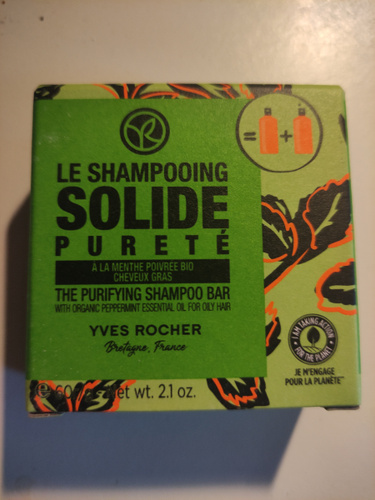 LE SHAMPOOING
SOLIDE
PURETÉ
À LA MENTHE POIVRÉE BIO
CHEVEUX GRAS
THE PURIFYING SHAMPOO BAR
WITH ORGANIC PEPPERMINT ESSENTIAL OIL FOR OILY HAIR
YVES ROCHER
Bretagne, France
= +
I AM TAKING ACTION
FOR THE PLANET
JE M'ENGAGE
POUR LA PLANÈTE
℮ 60 g net wt. 2.1 oz.